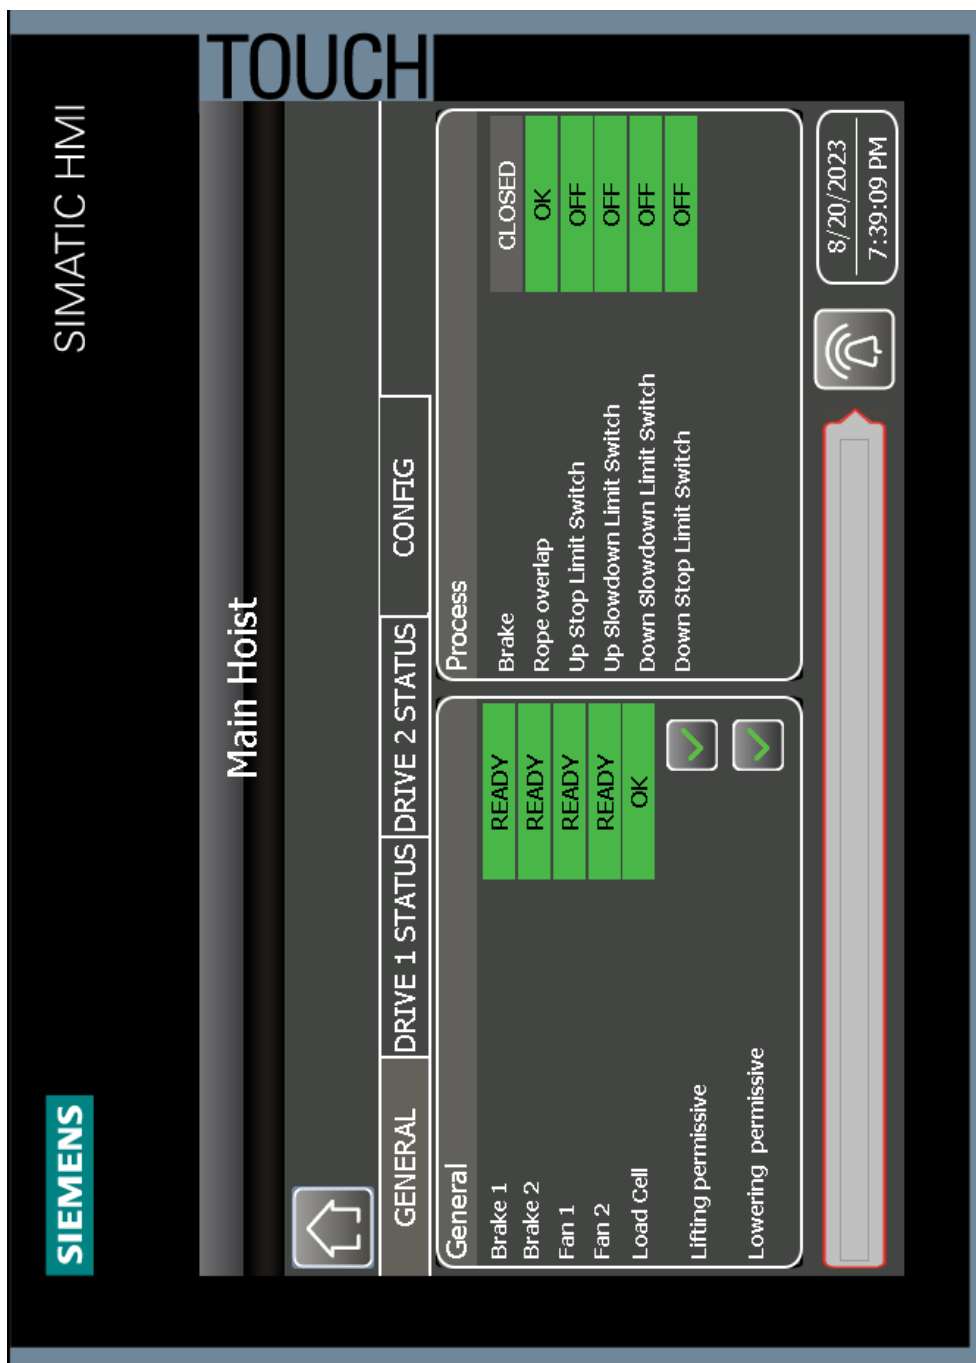 SIEMENS
SIMATIC HMI
TOUCH
Main Hoist
GENERAL DRIVE 1 STATUS DRIVE 2 STATUS CONFIG
General
Brake 1 READY
Brake 2 READY
Fan 1 READY
Fan 2 READY
Load Cell OK
Lifting permissive
Lowering permissive
Process
Brake CLOSED
Rope overlap OK
Up Stop Limit Switch OFF
Up Slowdown Limit Switch OFF
Down Slowdown Limit Switch OFF
Down Stop Limit Switch OFF
8/20/2023
7:39:09 PM